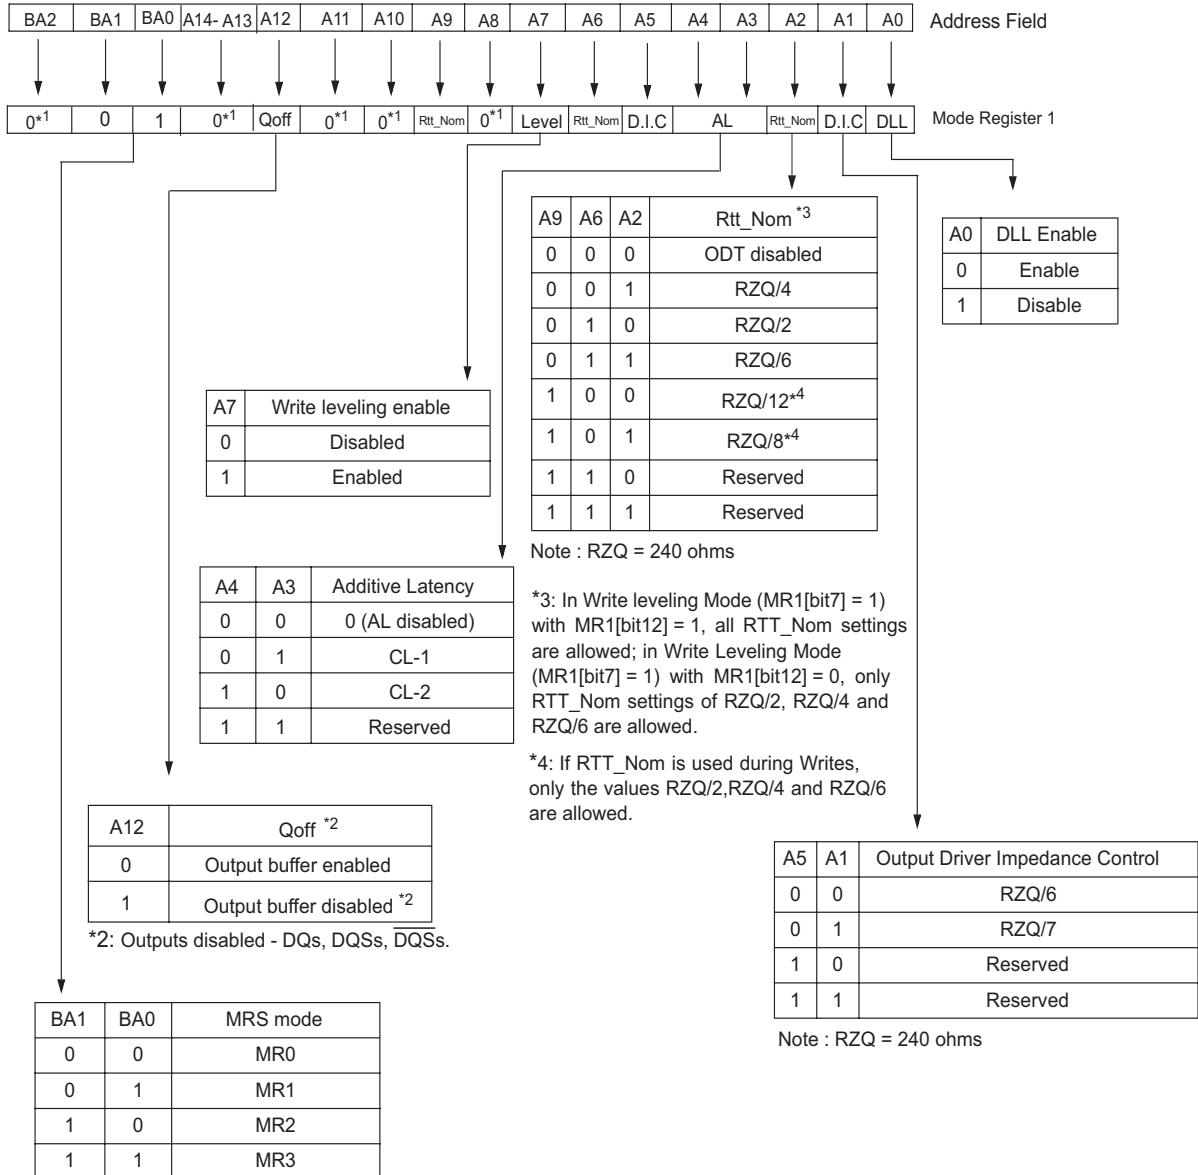 BA2 BA1 BA0 A14- A13 A12 A11 A10 A9 A8 A7 A6 A5 A4 A3 A2 A1 A0 Address Field
0*1 0 1 0*1 Qoff 0*1 0*1 Rtt_Nom 0*1 Level Rtt_Nom D.I.C AL Rtt_Nom D.I.C DLL Mode Register 1
A9 A6 A2 Rtt_Nom *3
0 0 0 ODT disabled
0 0 1 RZQ/4
0 1 0 RZQ/2
0 1 1 RZQ/6
1 0 0 RZQ/12*4
1 0 1 RZQ/8*4
1 1 0 Reserved
1 1 1 Reserved
Note : RZQ = 240 ohms
*3: In Write leveling Mode (MR1[bit7] = 1)
with MR1[bit12] = 1, all RTT_Nom settings
are allowed; in Write Leveling Mode
(MR1[bit7] = 1) with MR1[bit12] = 0, only
RTT_Nom settings of RZQ/2, RZQ/4 and
RZQ/6 are allowed.
*4: If RTT_Nom is used during Writes,
only the values RZQ/2,RZQ/4 and RZQ/6
are allowed.
A0 DLL Enable
0 Enable
1 Disable
A7 Write leveling enable
0 Disabled
1 Enabled
A4 A3 Additive Latency
0 0 0 (AL disabled)
0 1 CL-1
1 0 CL-2
1 1 Reserved
A12 Qoff *2
0 Output buffer enabled
1 Output buffer disabled *2
*2: Outputs disabled - DQs, DQSs, D̅Q̅S̅s.
A5 A1 Output Driver Impedance Control
0 0 RZQ/6
0 1 RZQ/7
1 0 Reserved
1 1 Reserved
Note : RZQ = 240 ohms
BA1 BA0 MRS mode
0 0 MR0
0 1 MR1
1 0 MR2
1 1 MR3